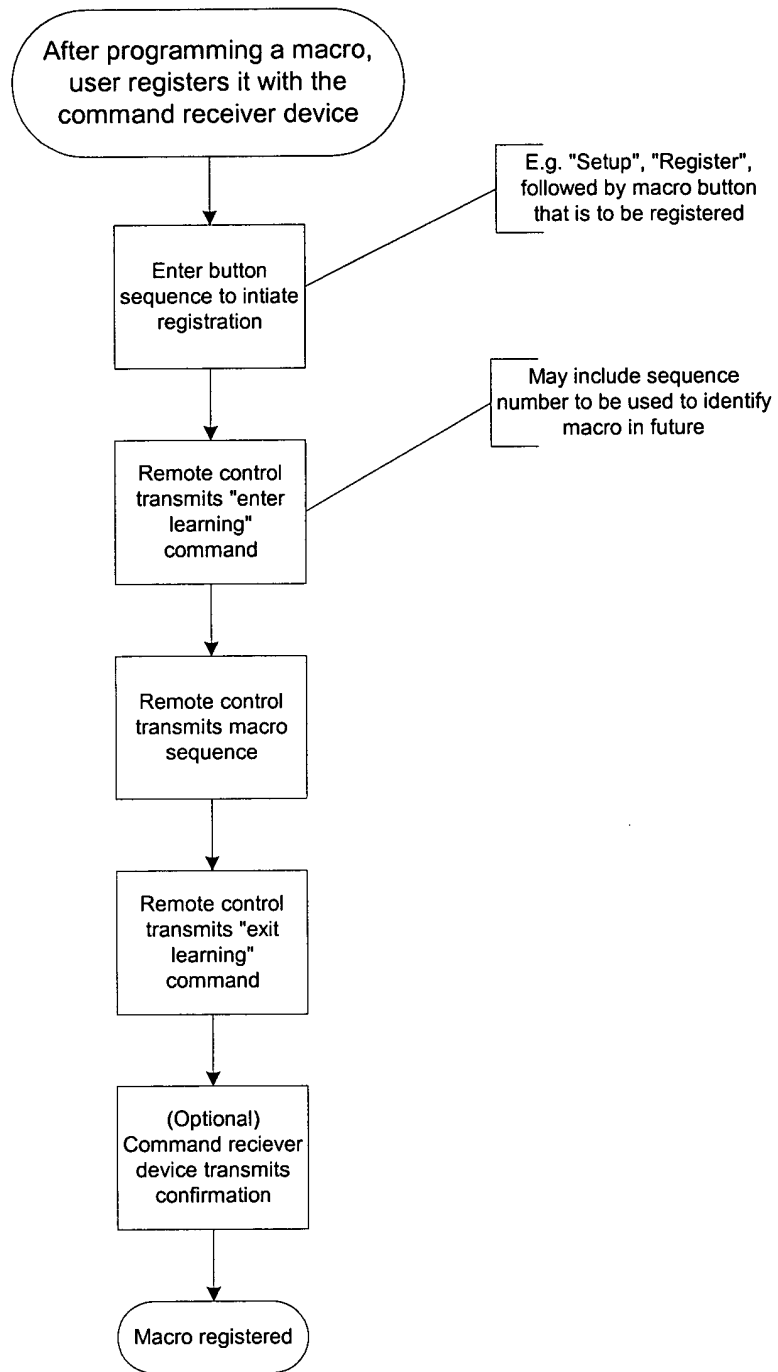 After programming a macro,
user registers it with the
command receiver device
E.g. "Setup", "Register",
followed by macro button
that is to be registered
Enter button
sequence to intiate
registration
May include sequence
number to be used to identify
macro in future
Remote control
transmits "enter
learning"
command
Remote control
transmits macro
sequence
Remote control
transmits "exit
learning"
command
(Optional)
Command reciever
device transmits
confirmation
Macro registered